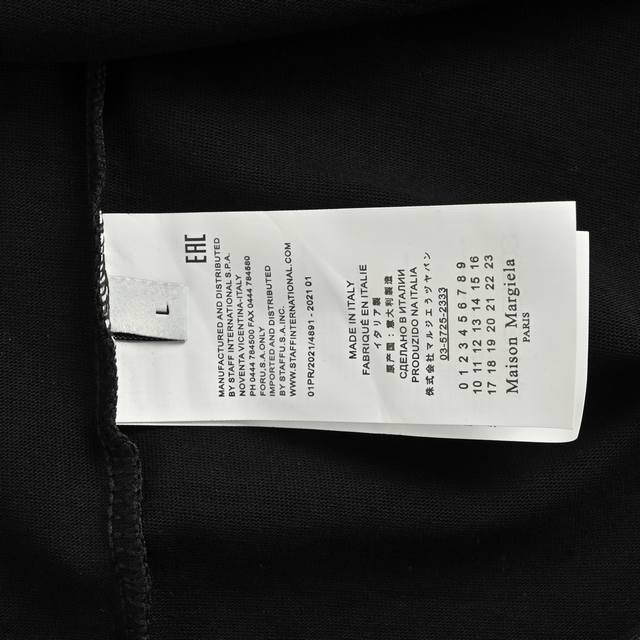 Maison Margiela
PARIS
0 1 2 3 4 5 6 7 8 9
10 11 12 13 14 15 16
17 18 19 20 21 22 23
MADE IN ITALY
FABRIQUÉ EN ITALIE
イタリア製
原产国:意大利制造
СДЕЛАНО В ИТАЛИИ
PRODUZIDO NA ITALIA
株式会社マルジェラジャパン
03-5725-2333
MANUFACTURED AND DISTRIBUTED
BY STAFF INTERNATIONAL S.P.A.
NOVENTA VICENTINA-ITALY
PH 0444 784500 FAX 0444 784580
FOR U.S.A. ONLY
IMPORTED AND DISTRIBUTED
BY STAFF U.S.A. INC.
WWW.STAFFINTERNATIONAL.COM
01PR/2021/4891 - 2021 01
EAC
L